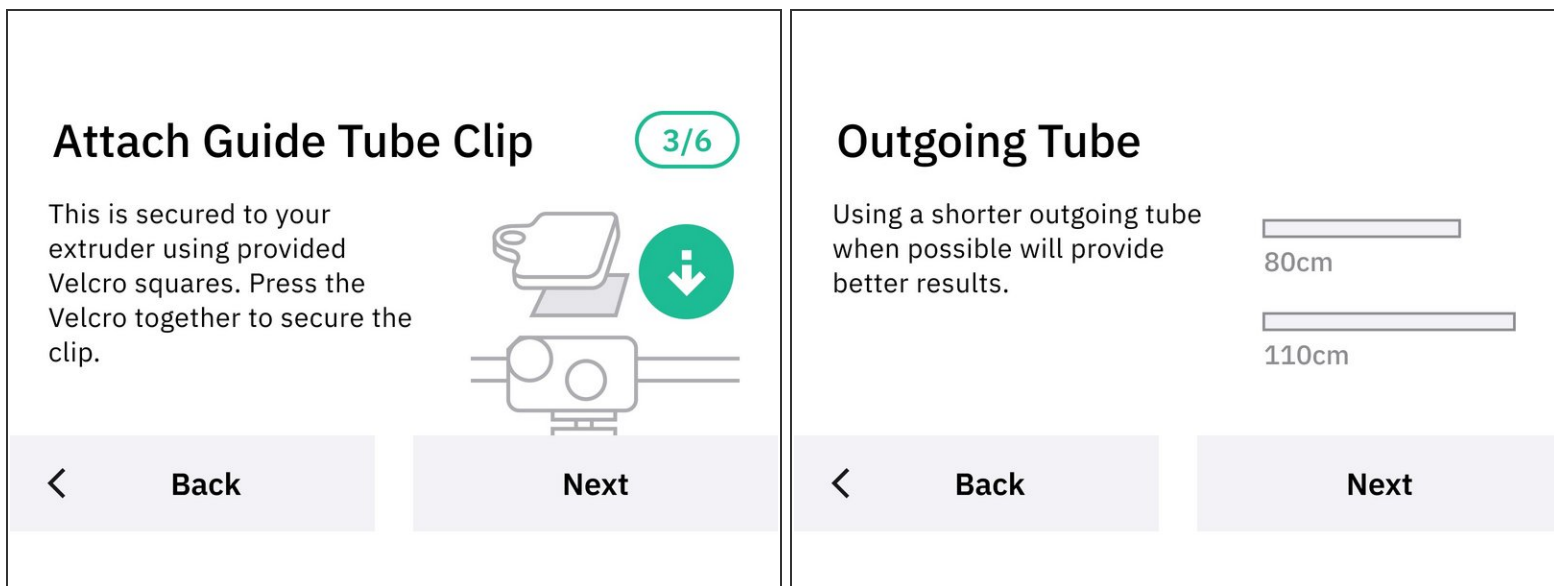 Attach Guide Tube Clip
3/6
This is secured to your
extruder using provided
Velcro squares. Press the
Velcro together to secure the
clip.
Back
Next
Outgoing Tube
Using a shorter outgoing tube
when possible will provide
better results.
80cm
110cm
Back
Next